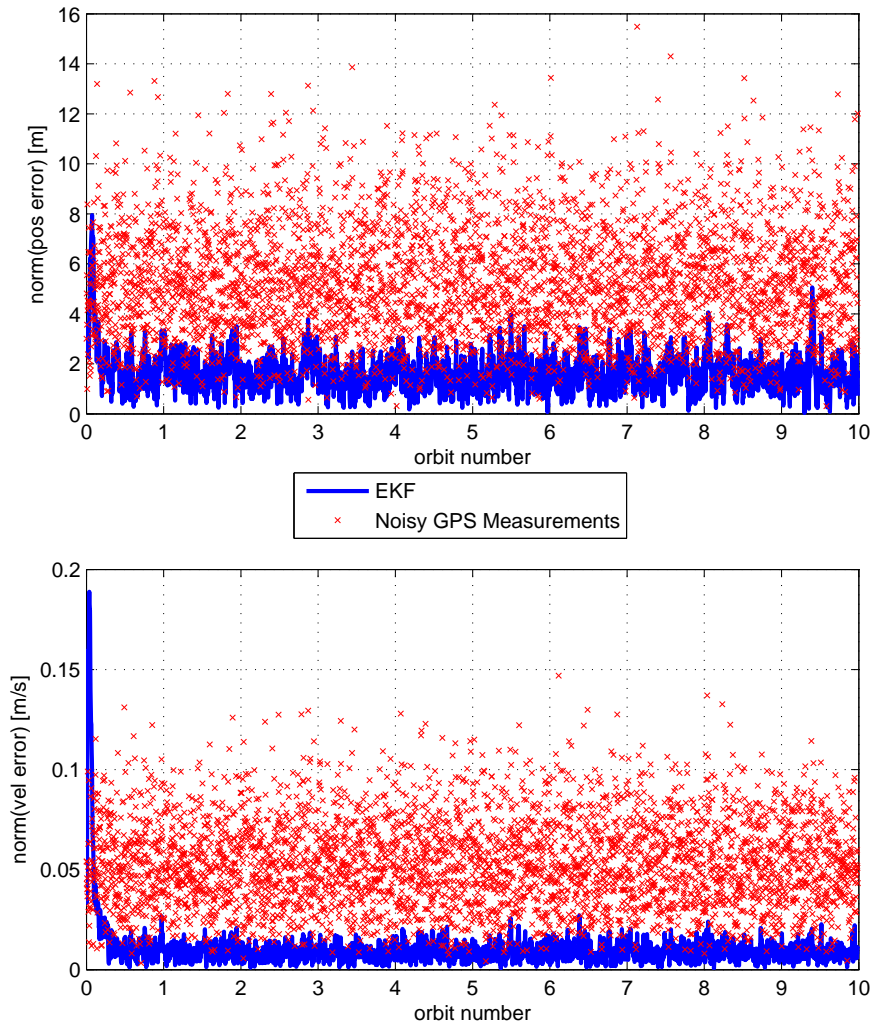 16
14
12
10
8
6
4
2
0
norm(pos error) [m]
0 1 2 3 4 5 6 7 8 9 10
orbit number
EKF
Noisy GPS Measurements
0.2
0.15
0.1
0.05
0
norm(vel error) [m/s]
0 1 2 3 4 5 6 7 8 9 10
orbit number